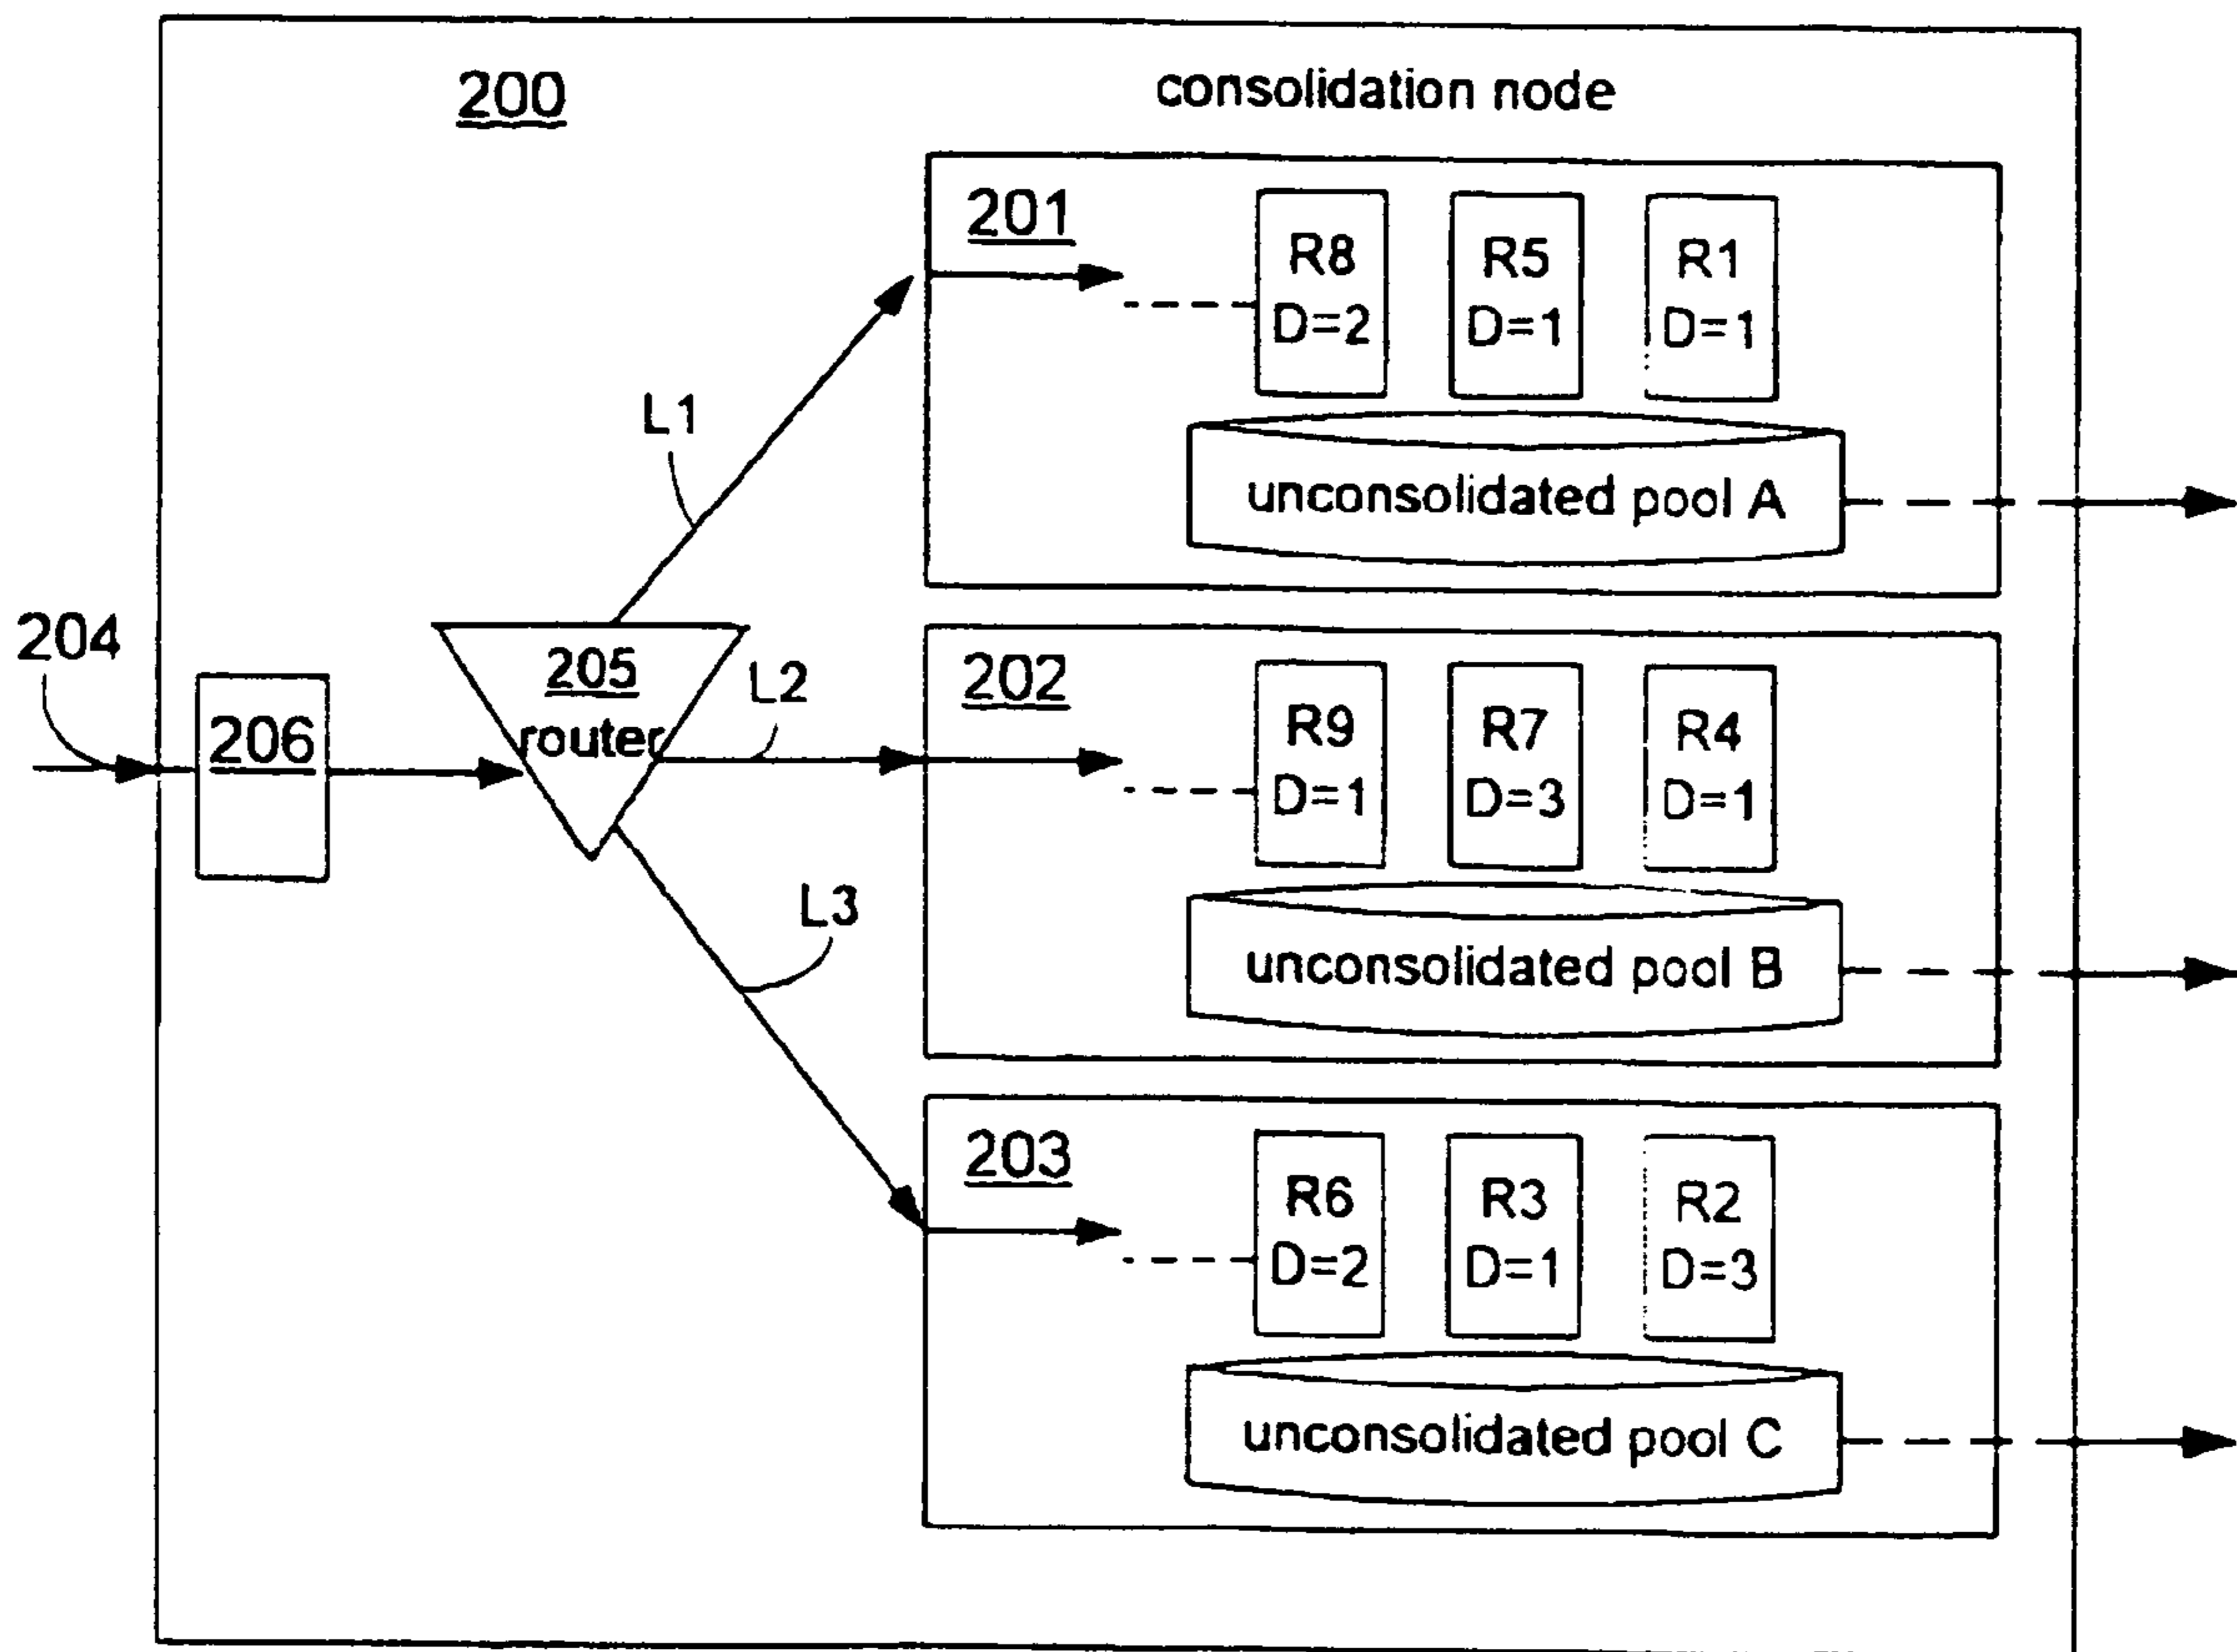 200
consolidation node
201
R8
D=2
R5
D=1
R1
D=1
unconsolidated pool A
L1
204
206
205
router
L2
202
R9
D=1
R7
D=3
R4
D=1
unconsolidated pool B
L3
203
R6
D=2
R3
D=1
R2
D=3
unconsolidated pool C